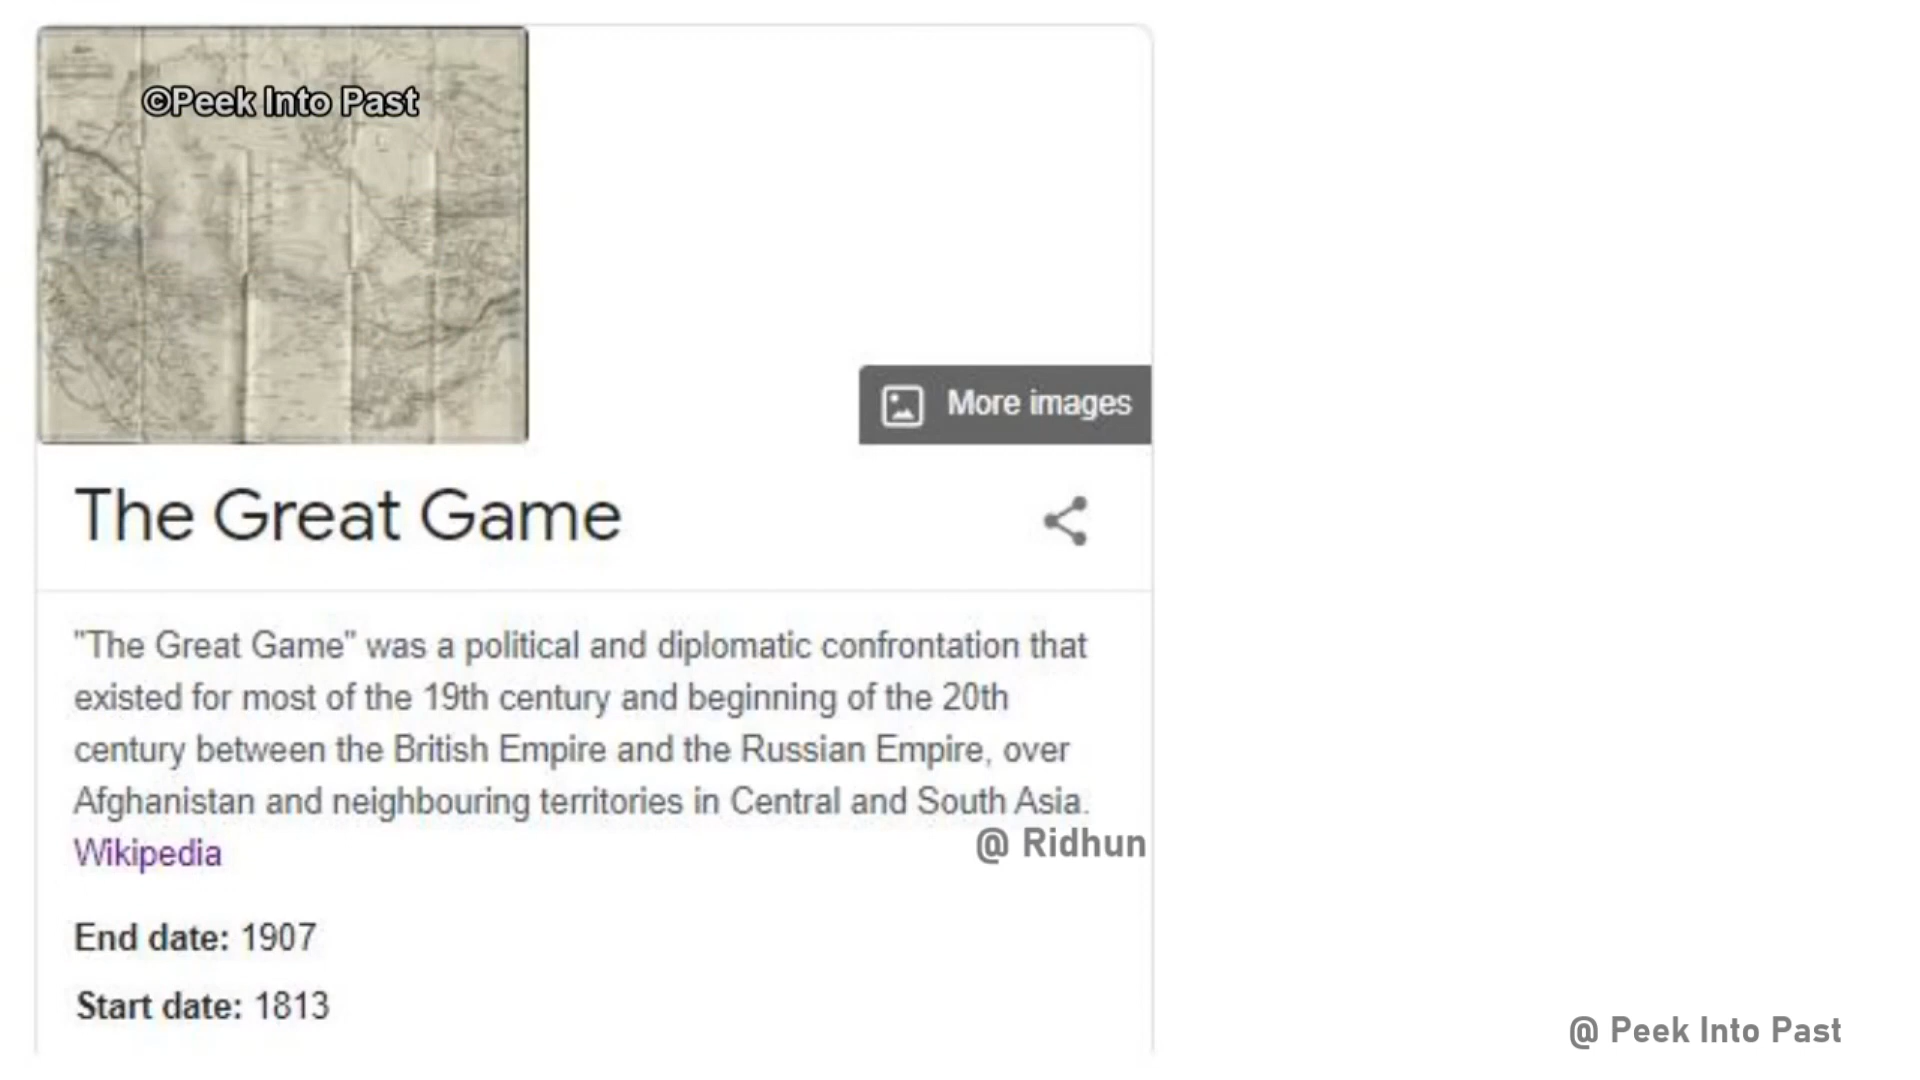 ©Peek Into Past
More images
The Great Game
"The Great Game" was a political and diplomatic confrontation that
existed for most of the 19th century and beginning of the 20th
century between the British Empire and the Russian Empire, over
Afghanistan and neighbouring territories in Central and South Asia.
Wikipedia
@ Ridhun
End date: 1907
Start date: 1813
@ Peek Into Past